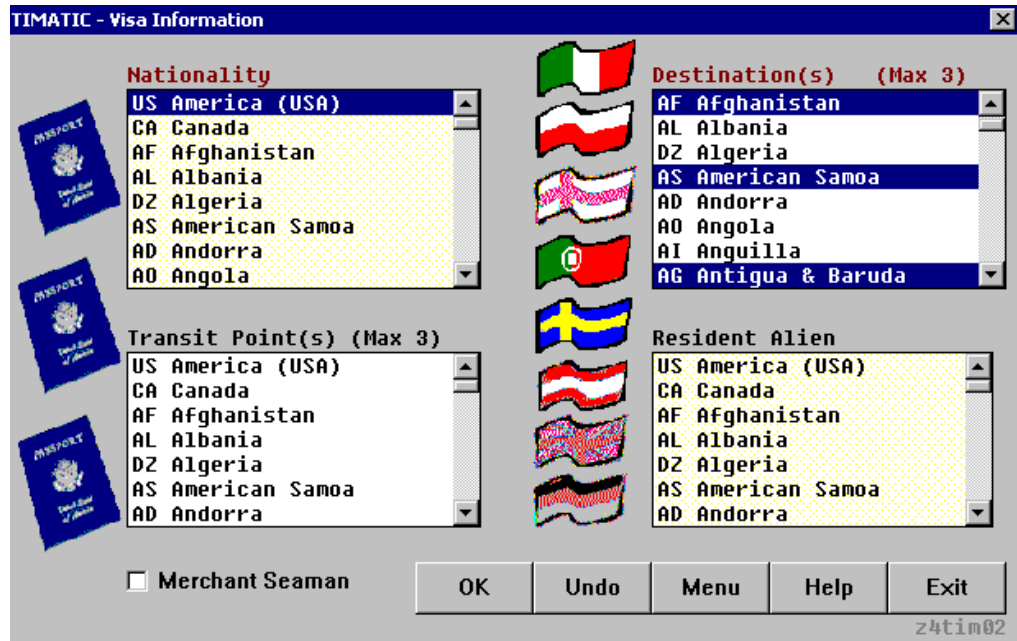 TIMATIC - Visa Information
Nationality
US America (USA)
CA Canada
AF Afghanistan
AL Albania
DZ Algeria
AS American Samoa
AD Andorra
AO Angola
Destination(s) (Max 3)
AF Afghanistan
AL Albania
DZ Algeria
AS American Samoa
AD Andorra
AO Angola
AI Anguilla
AG Antigua & Baruda
Transit Point(s) (Max 3)
US America (USA)
CA Canada
AF Afghanistan
AL Albania
DZ Algeria
AS American Samoa
AD Andorra
Resident Alien
US America (USA)
CA Canada
AF Afghanistan
AL Albania
DZ Algeria
AS American Samoa
AD Andorra
PASSPORT
PASSPORT
PASSPORT
Merchant Seaman
OK
Undo
Menu
Help
Exit
z4tim02